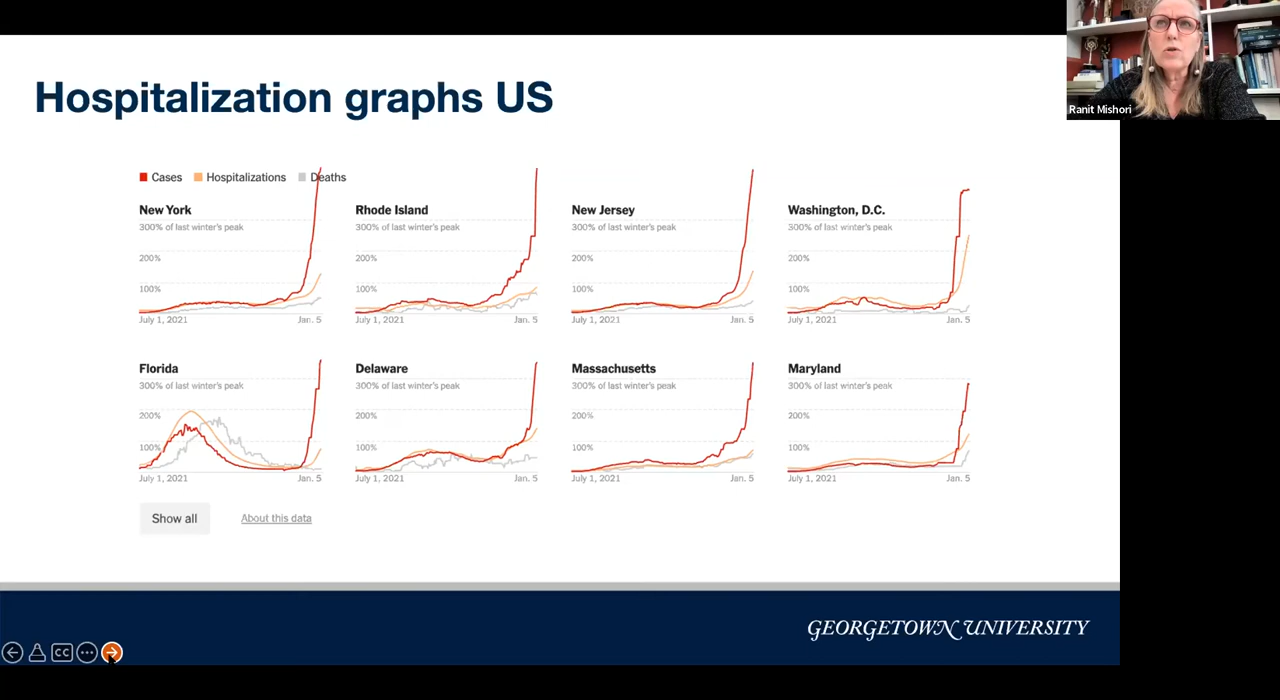 Hospitalization graphs US
Ranit Mishori
Cases Hospitalizations Deaths
New York
300% of last winter's peak
200%
100%
July 1, 2021 Jan. 5
Rhode Island
300% of last winter's peak
200%
100%
July 1, 2021 Jan. 5
New Jersey
300% of last winter's peak
200%
100%
July 1, 2021 Jan. 5
Washington, D.C.
300% of last winter's peak
200%
100%
July 1, 2021 Jan. 5
Florida
300% of last winter's peak
200%
100%
July 1, 2021 Jan. 5
Delaware
300% of last winter's peak
200%
100%
July 1, 2021 Jan. 5
Massachusetts
300% of last winter's peak
200%
100%
July 1, 2021 Jan. 5
Maryland
300% of last winter's peak
200%
100%
July 1, 2021 Jan. 5
Show all About this data
GEORGETOWN UNIVERSITY
CC